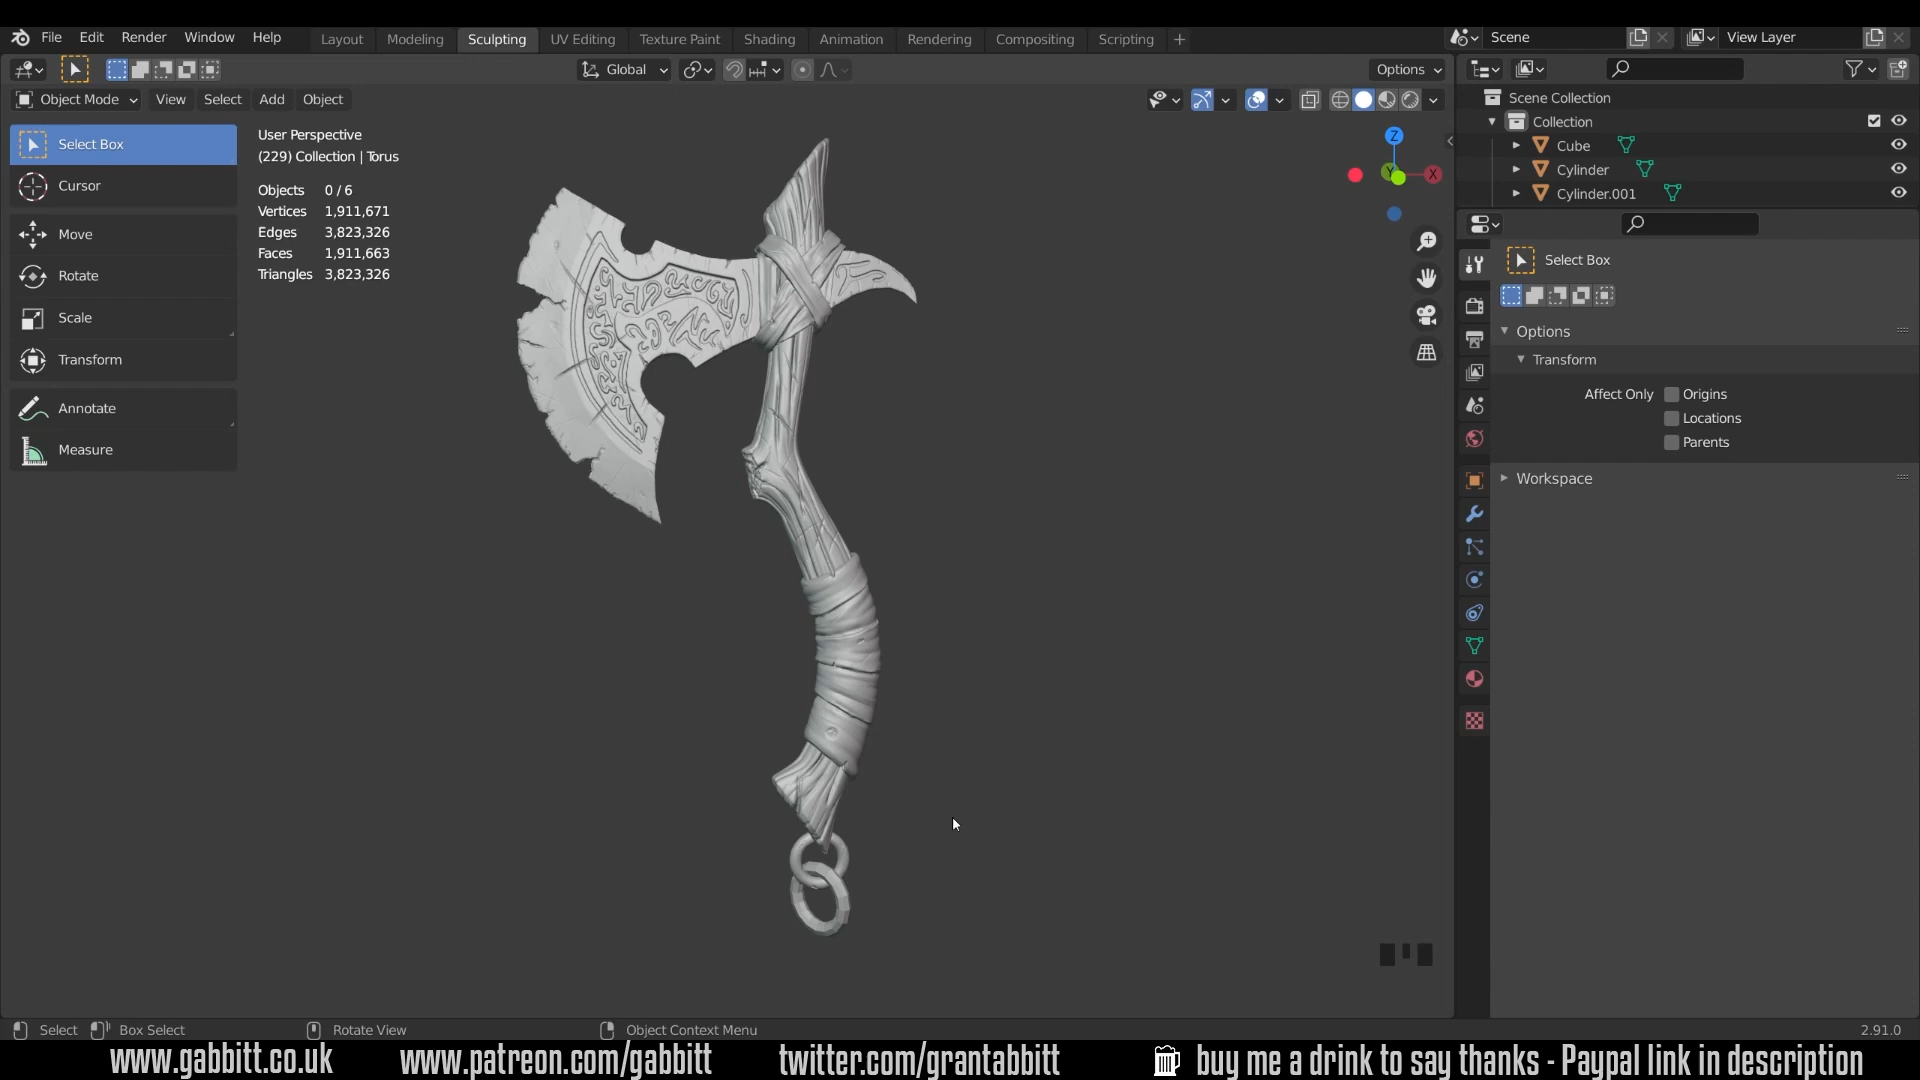 File Edit Render Window Help Layout Modeling Sculpting UV Editing Texture Paint Shading Animation Rendering Compositing Scripting + Scene View Layer
Global Options
Object Mode View Select Add Object
Select Box
Cursor
Move
Rotate
Scale
Transform
Annotate
Measure
User Perspective
(229) Collection | Torus
Objects 0 / 6
Vertices 1,911,671
Edges 3,823,326
Faces 1,911,663
Triangles 3,823,326
Z
Y
X
Scene Collection
Collection
Cube
Cylinder
Cylinder.001
Select Box
Options
Transform
Affect Only Origins
Locations
Parents
Workspace
Select Box Select Rotate View Object Context Menu 2.91.0
www.gabbitt.co.uk www.patreon.com/gabbitt twitter.com/grantabbitt buy me a drink to say thanks - Paypal link in description